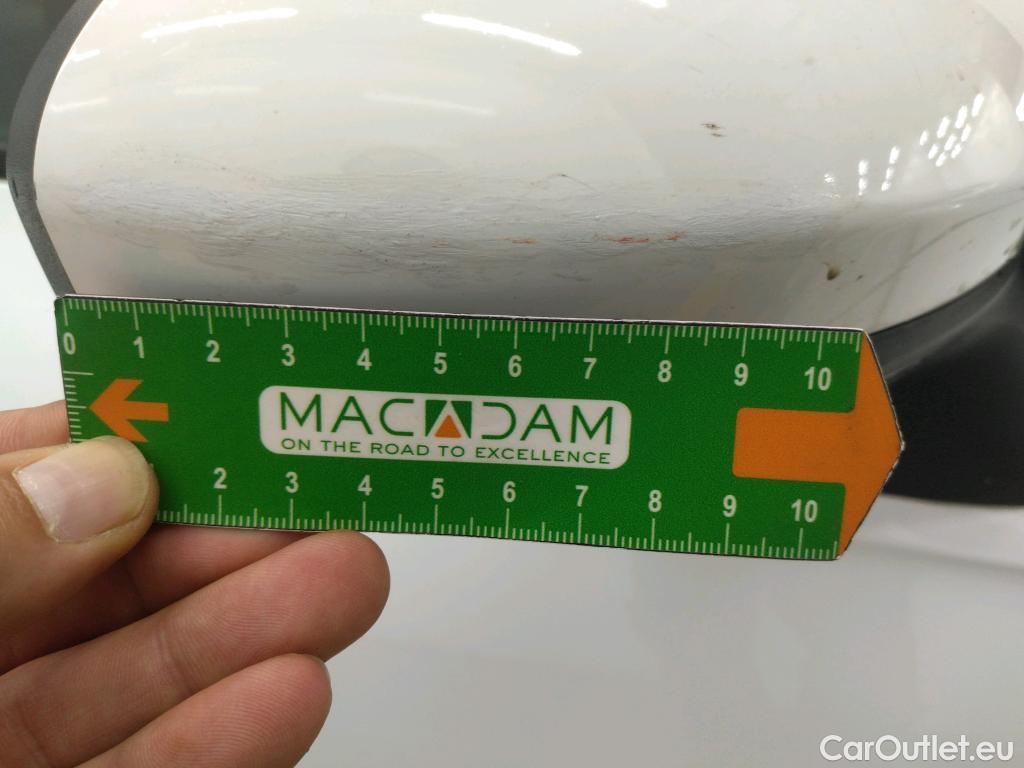 0 1 2 3 4 5 6 7 8 9 10
MACADAM
ON THE ROAD TO EXCELLENCE
2 3 4 5 6 7 8 9 10
CarOutlet.eu